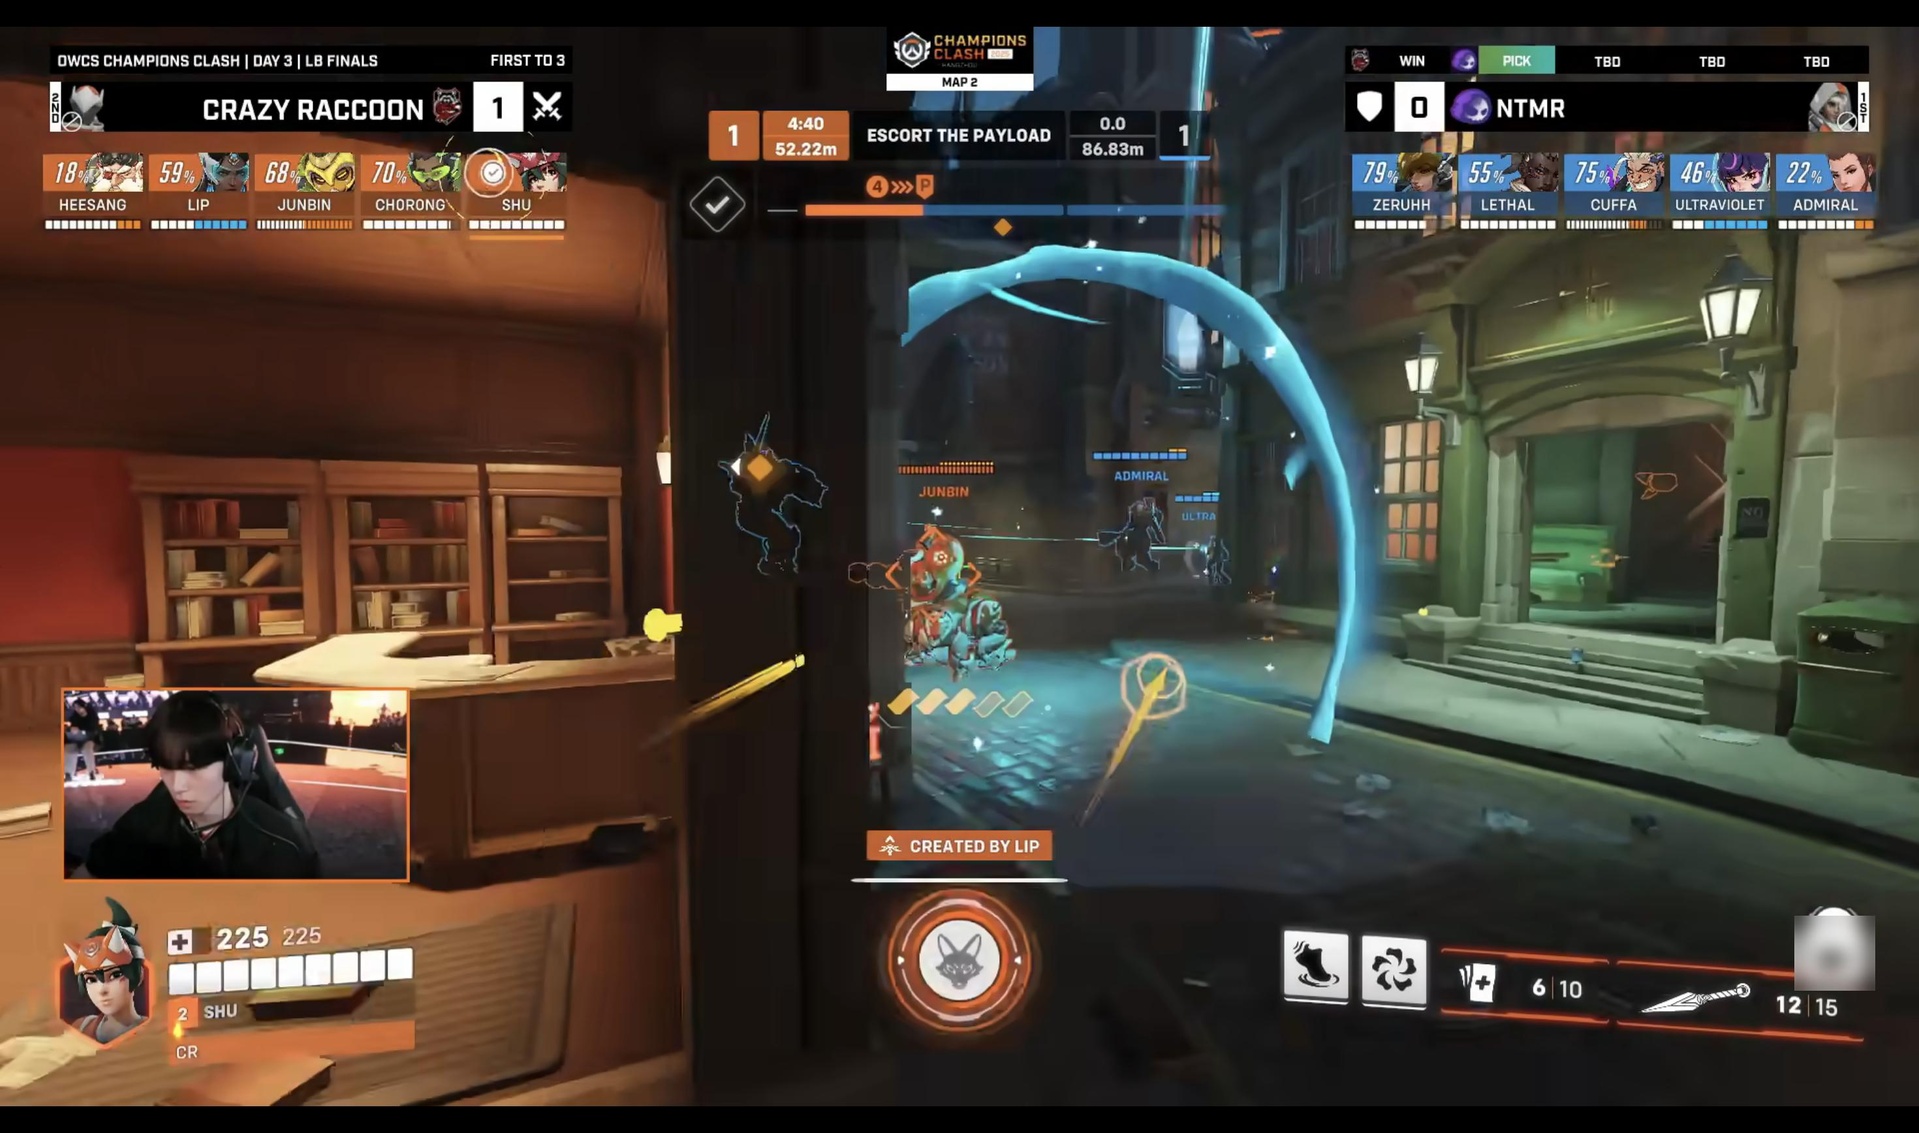 OWCS CHAMPIONS CLASH | DAY 3 | LB FINALS
FIRST TO 3
2ND
CRAZY RACCOON
1
18%
HEESANG
59%
LIP
68%
JUNBIN
70%
CHORONG
SHU
CHAMPIONS
CLASH
MAP 2
1
4:40
52.22m
ESCORT THE PAYLOAD
0.0
86.83m
1
4
P
WIN
PICK
TBD
TBD
TBD
0
NTMR
1ST
79%
ZERUHH
55%
LETHAL
75%
CUFFA
46%
ULTRAVIOLET
22%
ADMIRAL
JUNBIN
ADMIRAL
ULTRA
CREATED BY LIP
225 225
2 SHU
CR
6 | 10
12 | 15